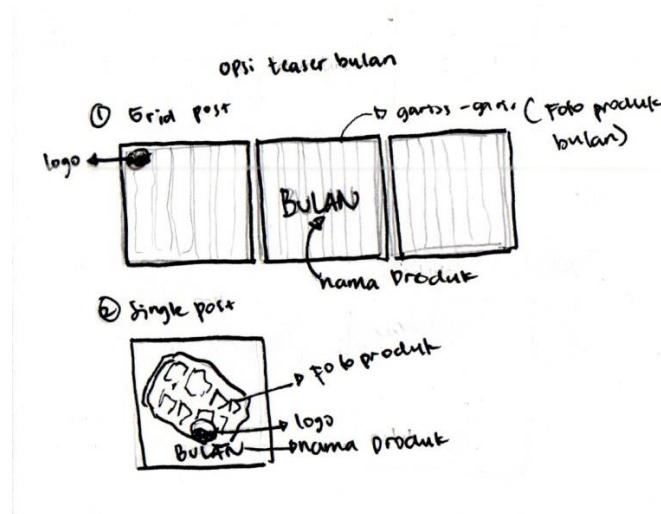 opsi teaser bulan
① Grid post
garis-garis (Foto produk
bulan)
logo
BULAN
nama produk
② Single post
Foto produk
logo
BULAN
nama produk